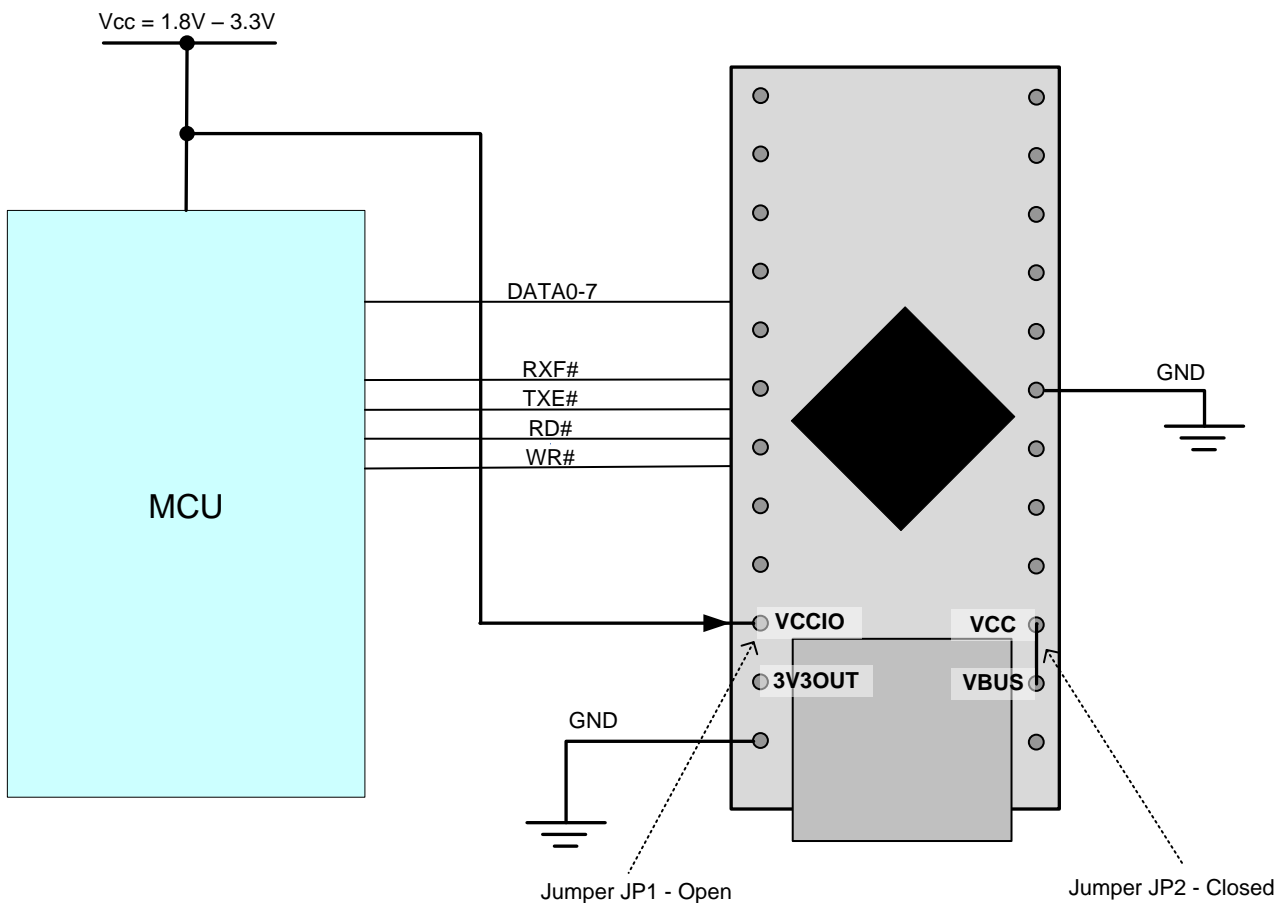 Vcc = 1.8V – 3.3V
DATA0-7
RXF#
TXE#
RD#
WR#
GND
MCU
VCCIO
VCC
3V3OUT
VBUS
GND
Jumper JP1 - Open
Jumper JP2 - Closed